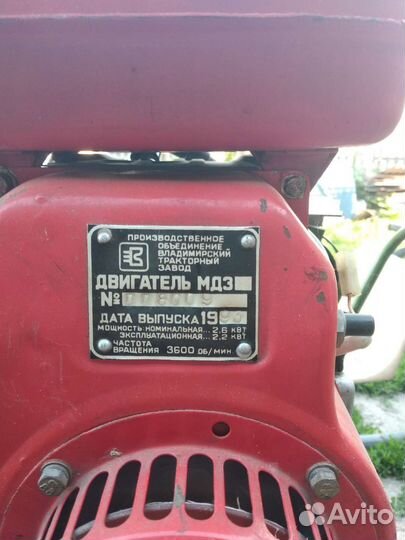 ПРОИЗВОДСТВЕННОЕ
ОБЪЕДИНЕНИЕ
ВЛАДИМИРСКИЙ
ТРАКТОРНЫЙ
ЗАВОД
ДВИГАТЕЛЬ МД3
№
ДАТА ВЫПУСКА 19
МОЩНОСТЬ НОМИНАЛЬНАЯ... 2.6 КВТ
ЭКСПЛУАТАЦИОННАЯ... 2.2 КВТ
ЧАСТОТА
ВРАЩЕНИЯ 3600 ОБ/МИН
Avito